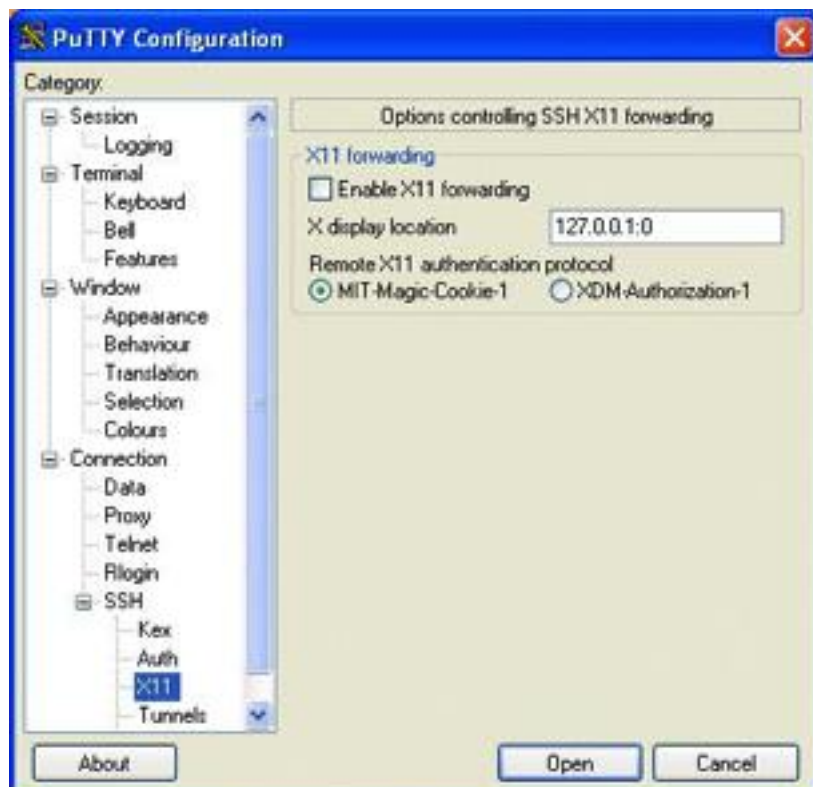 PuTTY Configuration
Category:
Session
Logging
Terminal
Keyboard
Bell
Features
Window
Appearance
Behaviour
Translation
Selection
Colours
Connection
Data
Proxy
Telnet
Rlogin
SSH
Kex
Auth
X11
Tunnels
Options controlling SSH X11 forwarding
X11 forwarding
Enable X11 forwarding
X display location 127.0.0.1:0
Remote X11 authentication protocol
MIT-Magic-Cookie-1 XDM-Authorization-1
About Open Cancel